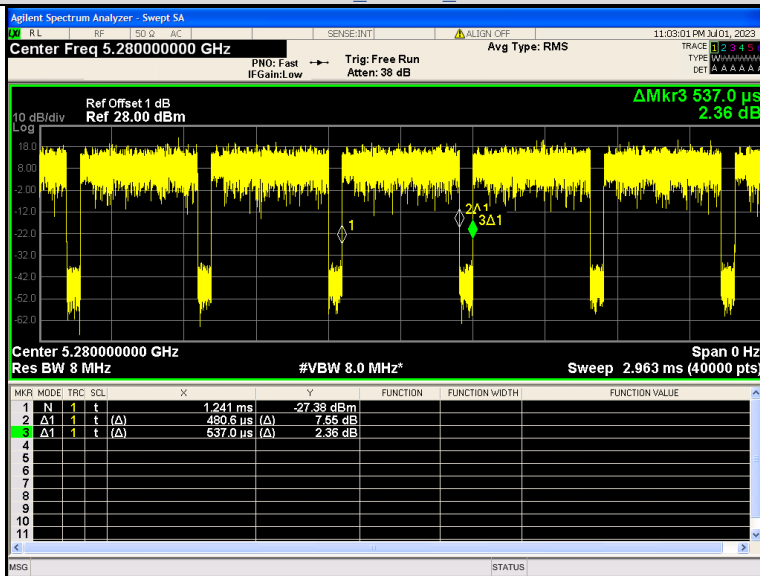 Agilent Spectrum Analyzer - Swept SA
LXI RL RF 50 Ω AC SENSE:INT ALIGN OFF 11:03:01 PM Jul 01, 2023
Center Freq 5.280000000 GHz
PNO: Fast
IFGain:Low
Trig: Free Run
Atten: 38 dB
Avg Type: RMS
TRACE 1 2 3 4 5
TYPE W
DET A A A A A
ΔMkr3 537.0 µs
2.36 dB
Ref Offset 1 dB
10 dB/div Ref 28.00 dBm
Log
18.0
8.00
-2.00
-12.0
-22.0
-32.0
-42.0
-52.0
-62.0
1
2Δ1
3Δ1
Center 5.280000000 GHz Span 0 Hz
Res BW 8 MHz #VBW 8.0 MHz* Sweep 2.963 ms (40000 pts)
MKR MODE TRC SCL X Y FUNCTION FUNCTION WIDTH FUNCTION VALUE
1 N 1 t 1.241 ms -27.38 dBm
2 Δ1 1 t (Δ) 480.6 µs (Δ) 7.55 dB
3 Δ1 1 t (Δ) 537.0 µs (Δ) 2.36 dB
4
5
6
7
8
9
10
11
MSG STATUS